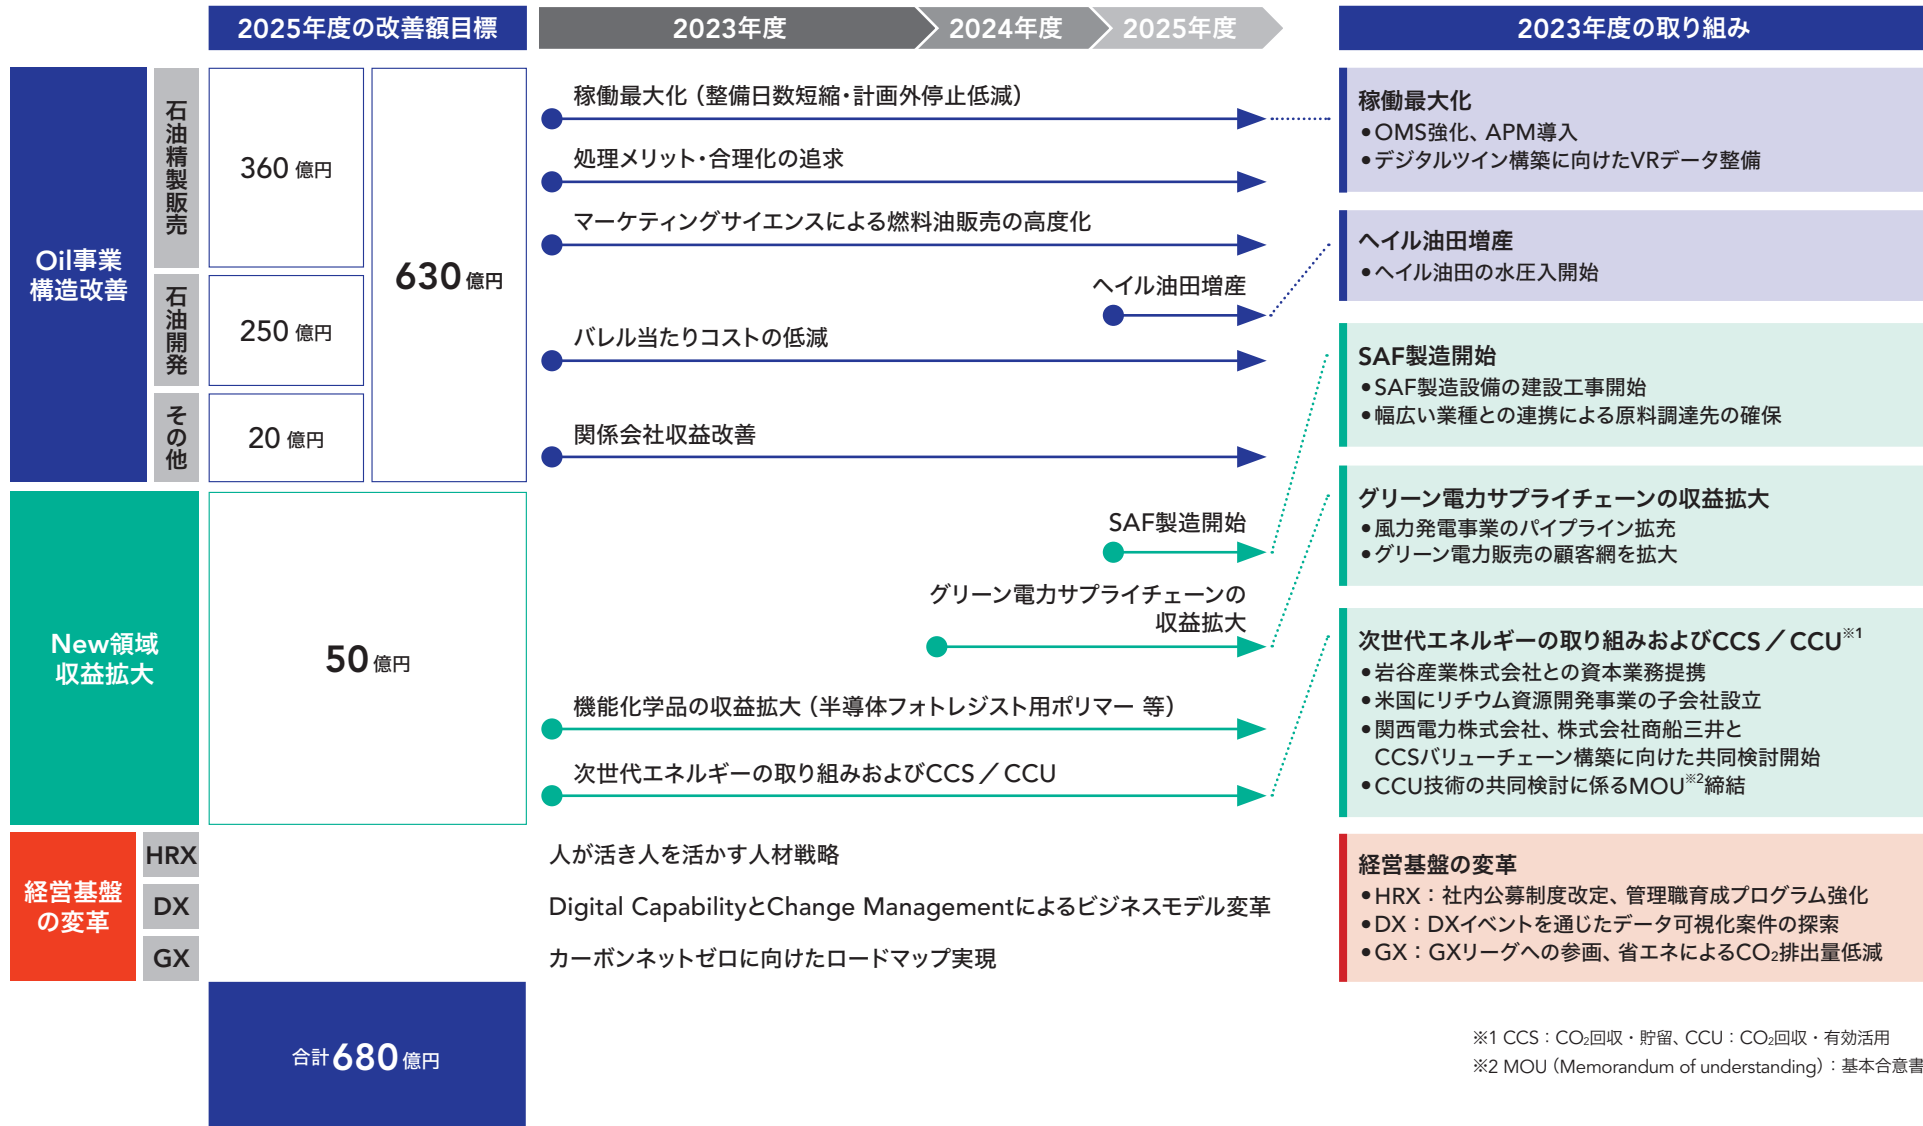 2025年度の改善額目標
2023年度
2024年度
2025年度
2023年度の取り組み
Oil事業
構造改善
石油精製販売
360 億円
石油開発
250 億円
その他
20 億円
630 億円
稼働最大化（整備日数短縮・計画外停止低減）
処理メリット・合理化の追求
マーケティングサイエンスによる燃料油販売の高度化
ヘイル油田増産
バレル当たりコストの低減
関係会社収益改善
New領域
収益拡大
50 億円
SAF製造開始
グリーン電力サプライチェーンの
収益拡大
機能化学品の収益拡大（半導体フォトレジスト用ポリマー 等）
次世代エネルギーの取り組みおよびCCS／CCU
経営基盤
の変革
HRX
人が活き人を活かす人材戦略
DX
Digital CapabilityとChange Managementによるビジネスモデル変革
GX
カーボンネットゼロに向けたロードマップ実現
合計680億円
稼働最大化
●OMS強化、APM導入
●デジタルツイン構築に向けたVRデータ整備
ヘイル油田増産
●ヘイル油田の水圧入開始
SAF製造開始
●SAF製造設備の建設工事開始
●幅広い業種との連携による原料調達先の確保
グリーン電力サプライチェーンの収益拡大
●風力発電事業のパイプライン拡充
●グリーン電力販売の顧客網を拡大
次世代エネルギーの取り組みおよびCCS／CCU※1
●岩谷産業株式会社との資本業務提携
●米国にリチウム資源開発事業の子会社設立
●関西電力株式会社、株式会社商船三井と
CCSバリューチェーン構築に向けた共同検討開始
●CCU技術の共同検討に係るMOU※2締結
経営基盤の変革
●HRX：社内公募制度改定、管理職育成プログラム強化
●DX：DXイベントを通じたデータ可視化案件の探索
●GX：GXリーグへの参画、省エネによるCO₂排出量低減
※1 CCS：CO₂回収・貯留、CCU：CO₂回収・有効活用
※2 MOU（Memorandum of understanding）：基本合意書